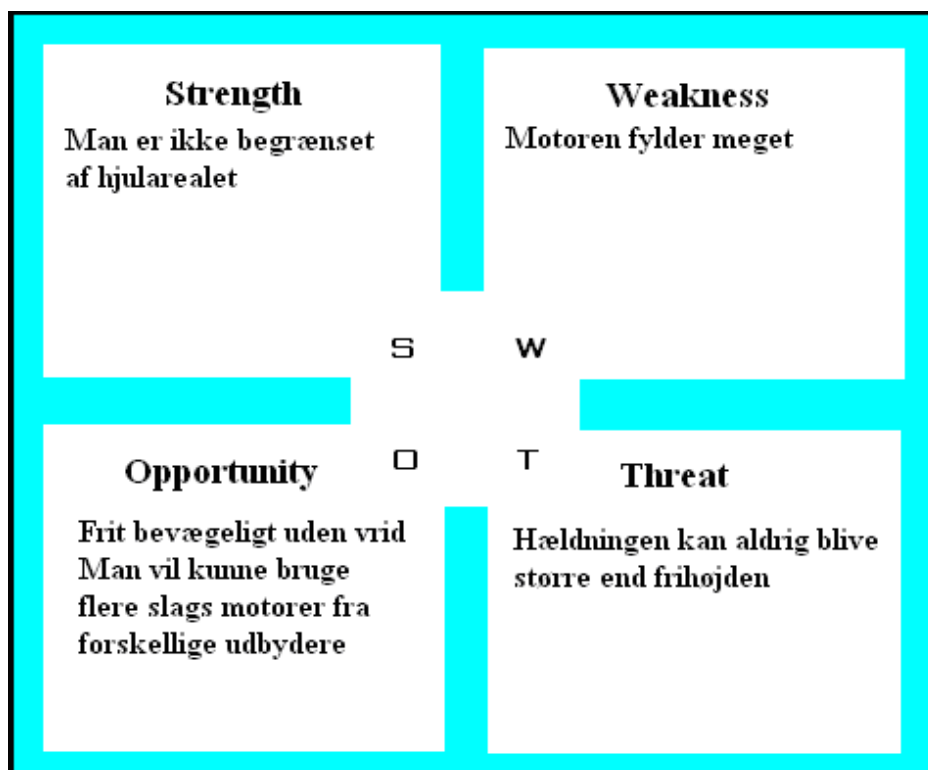 Strength
Man er ikke begrænset
af hjularealet
Weakness
Motoren fylder meget
S W
O T
Opportunity
Frit bevægeligt uden vrid
Man vil kunne bruge
flere slags motorer fra
forskellige udbydere
Threat
Hældningen kan aldrig blive
større end frihøjden